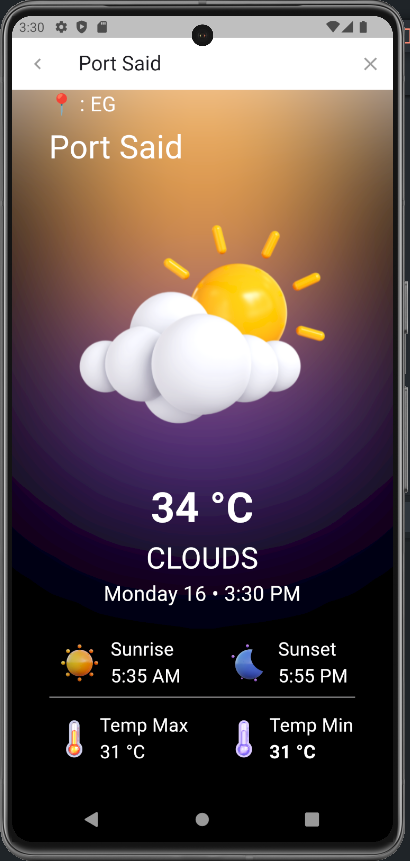 3:30
Port Said
: EG
Port Said
34 °C
CLOUDS
Monday 16 • 3:30 PM
Sunrise
5:35 AM
Sunset
5:55 PM
Temp Max
31 °C
Temp Min
31 °C